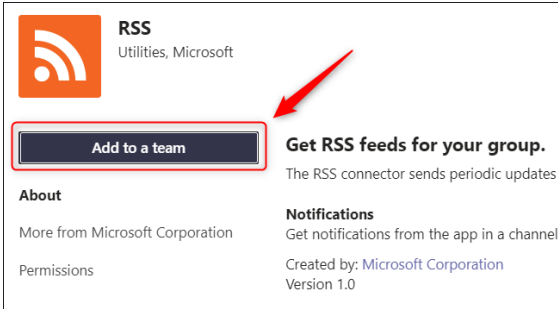 RSS
Utilities, Microsoft
Add to a team
About
More from Microsoft Corporation
Permissions
Get RSS feeds for your group.
The RSS connector sends periodic updates
Notifications
Get notifications from the app in a channel
Created by: Microsoft Corporation
Version 1.0